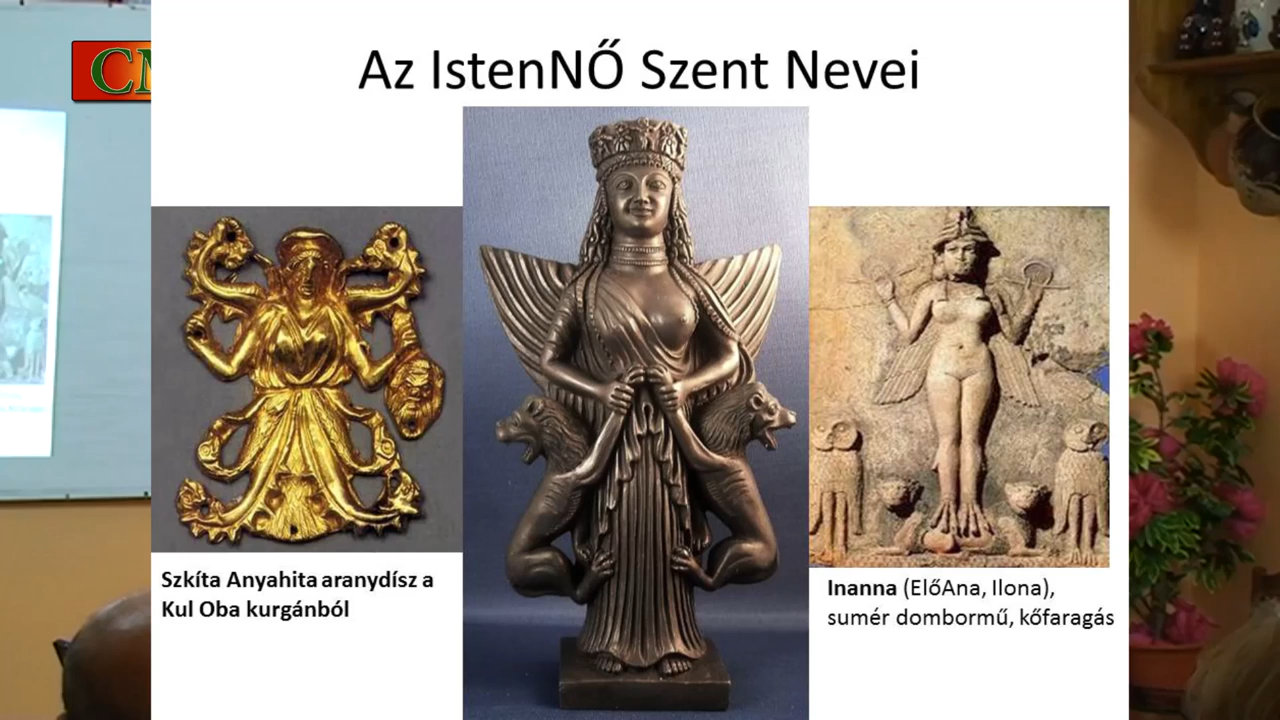 Az IstenNŐ Szent Nevei
Szkíta Anyahita aranydísz a
Kul Oba kurgánból
Inanna (ElőAna, Ilona),
sumér dombormű, kőfaragás